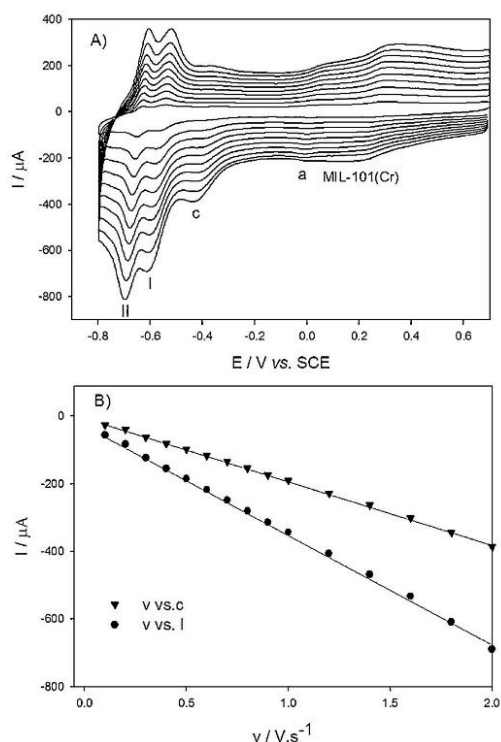 A)
400
200
0
-200
-400
-600
-800
I / μA
a MIL-101(Cr)
c
I
II
-0.8 -0.6 -0.4 -0.2 0.0 0.2 0.4 0.6
E / V vs. SCE
B)
0
-200
-400
-600
-800
I / μA
v vs.c
v vs. I
0.0 0.5 1.0 1.5 2.0
v / V.s-1